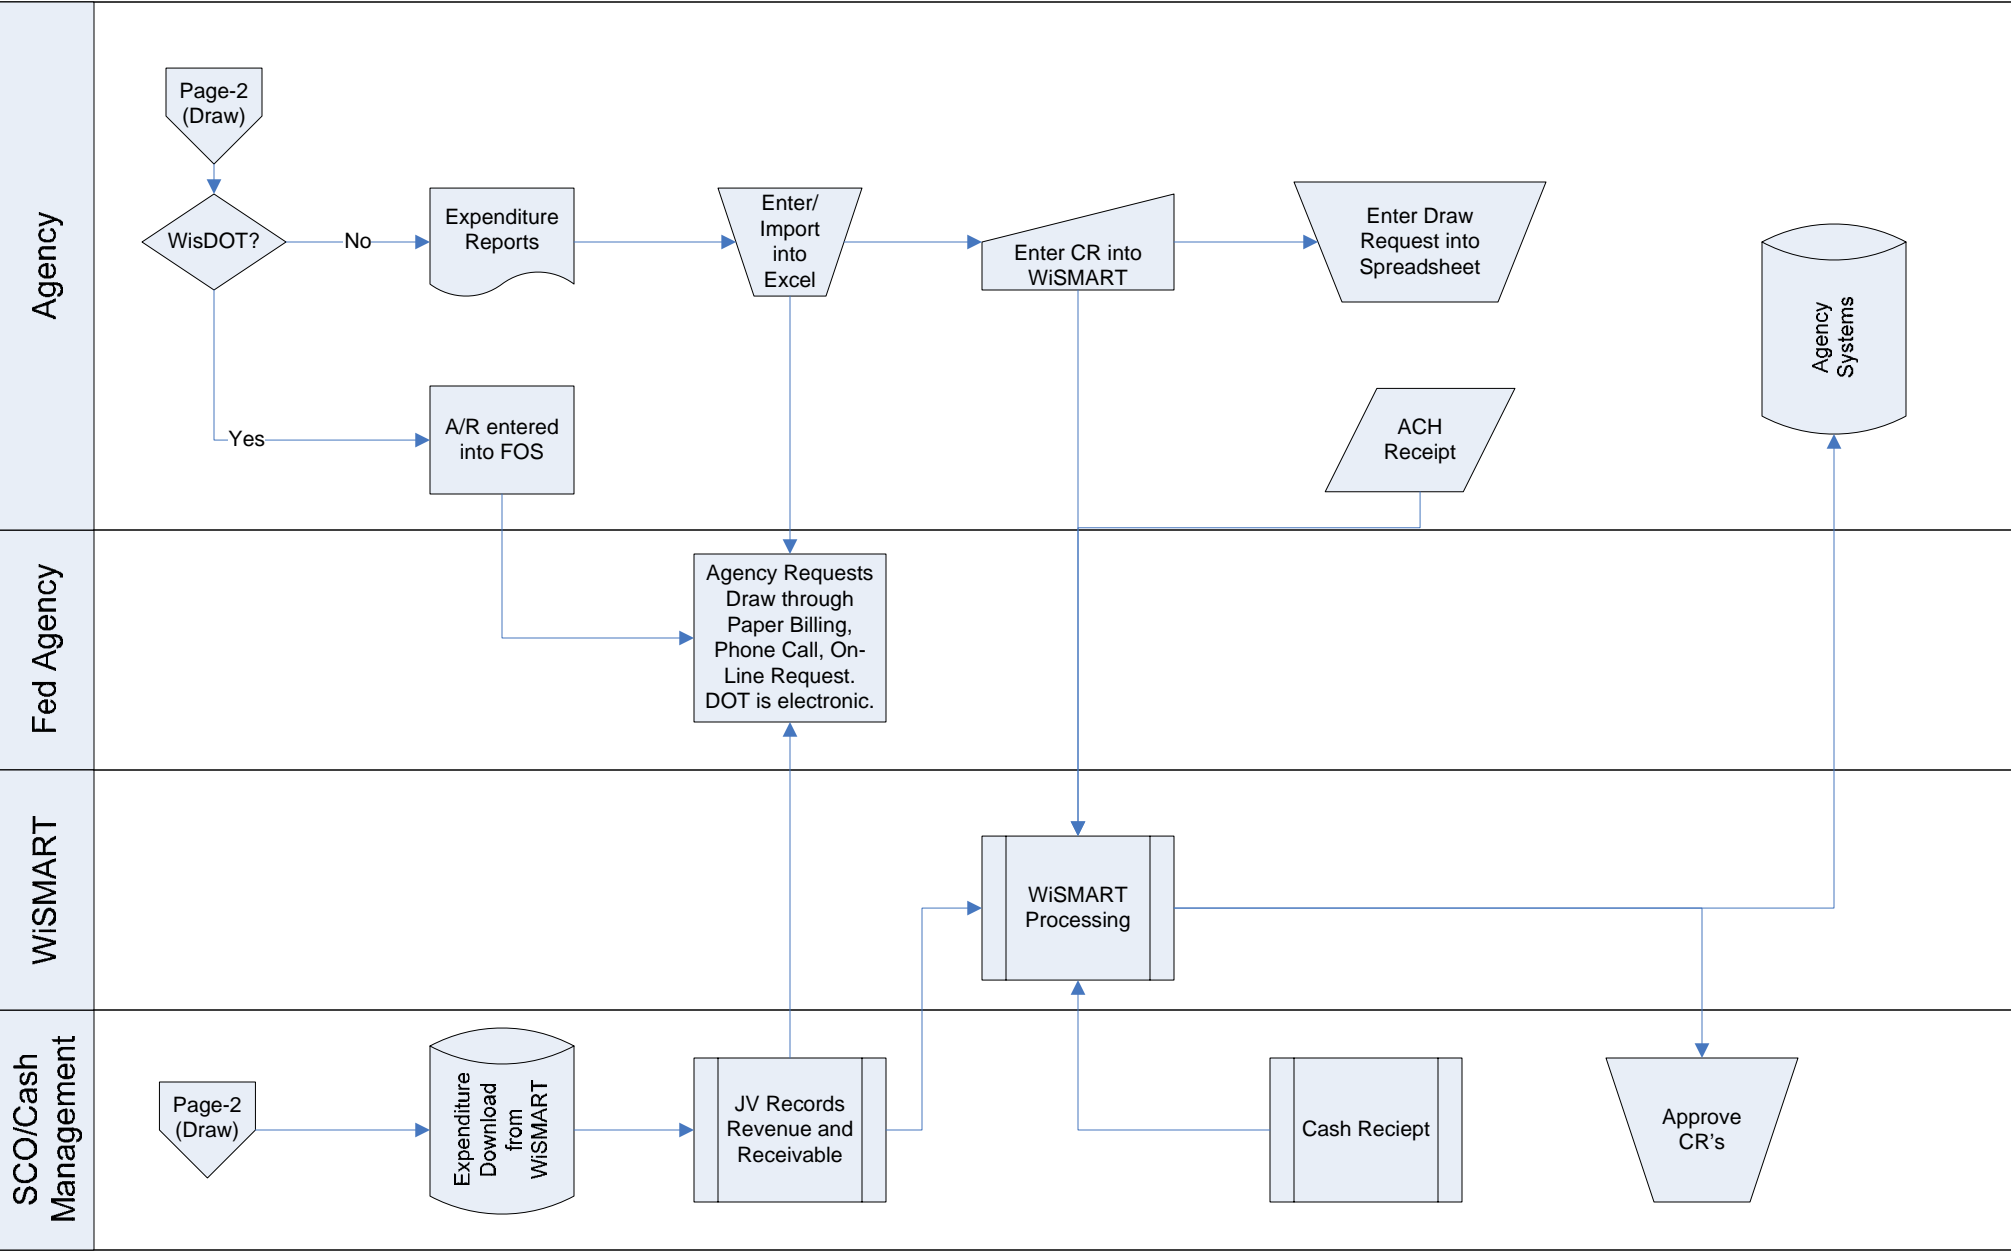 Agency
Page-2
(Draw)
WisDOT?
No
Expenditure
Reports
Enter/
Import
into
Excel
Enter CR into
WiSMART
Enter Draw
Request into
Spreadsheet
Agency
Systems
Yes
A/R entered
into FOS
ACH
Receipt
Fed Agency
Agency Requests
Draw through
Paper Billing,
Phone Call, On-
Line Request.
DOT is electronic.
WiSMART
WiSMART
Processing
SCO/Cash
Management
Page-2
(Draw)
Expenditure
Download
from
WiSMART
JV Records
Revenue and
Receivable
Cash Reciept
Approve
CR's